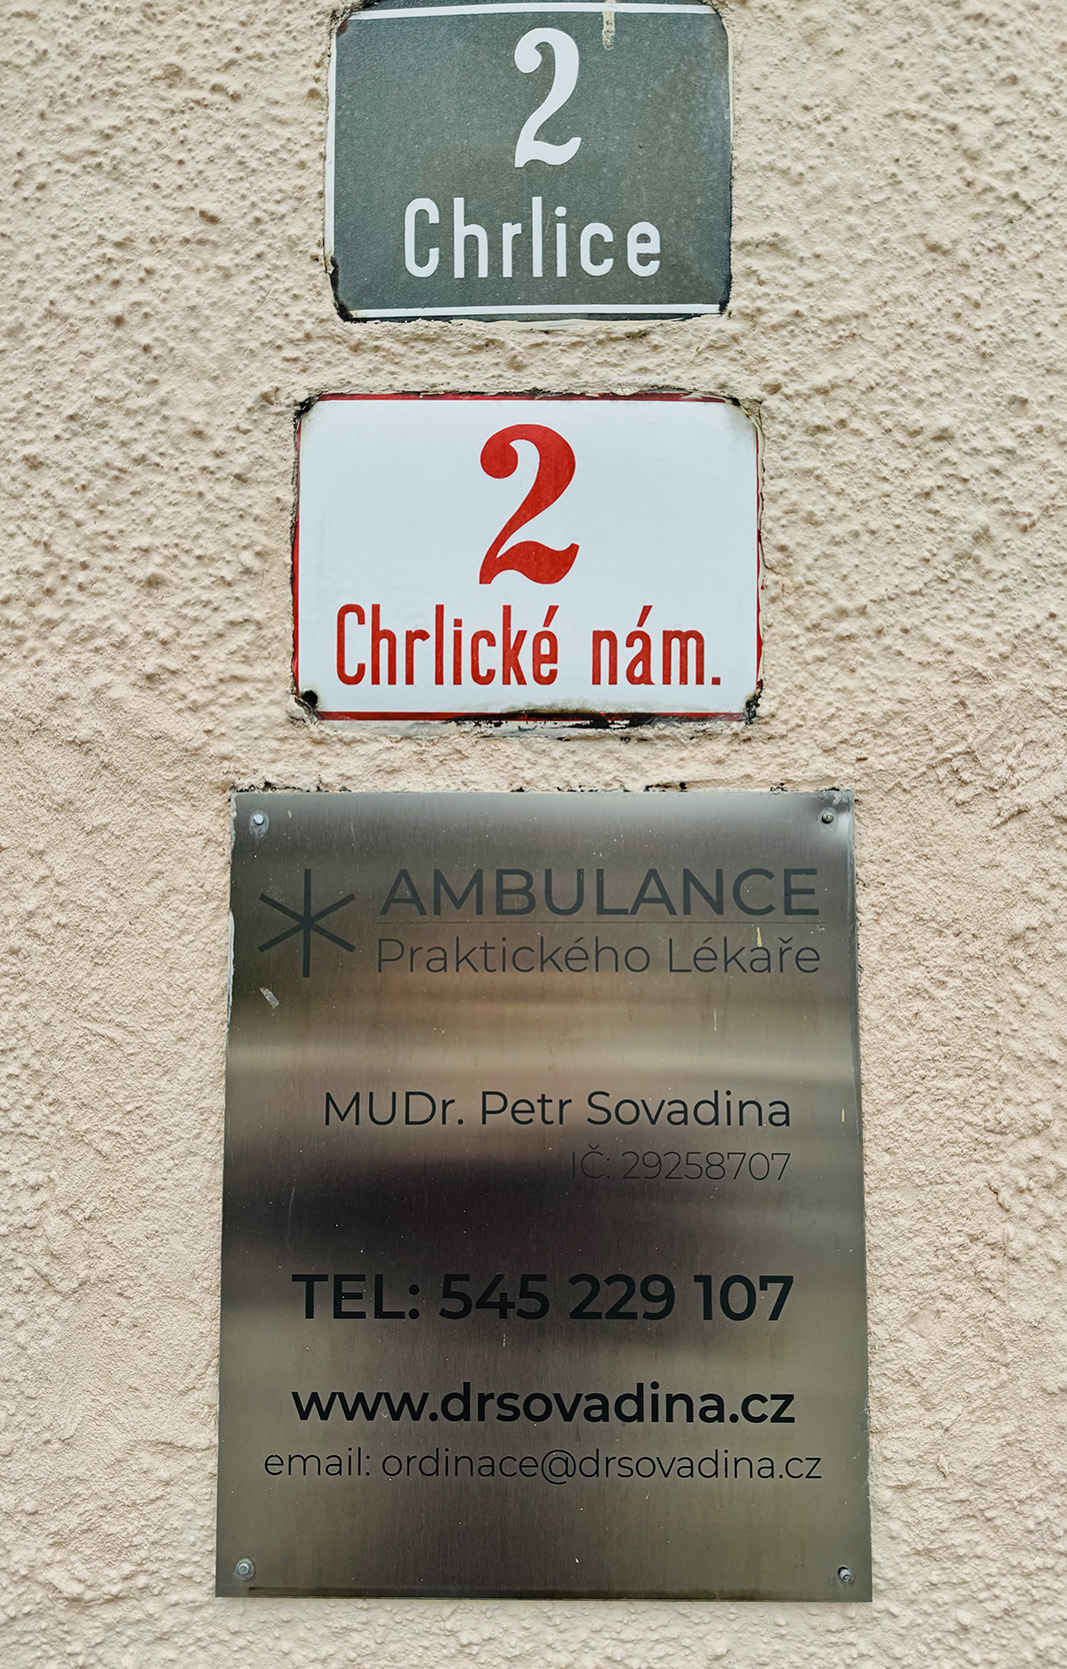 2
Chrlice
2
Chrlické nám.
AMBULANCE
Praktického Lékaře
MUDr. Petr Sovadina
IČ: 29258707
TEL: 545 229 107
www.drsovadina.cz
email: ordinace@drsovadina.cz